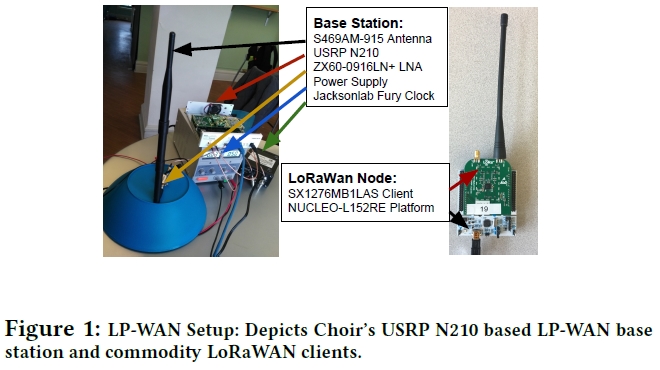 Base Station:
S469AM-915 Antenna
USRP N210
ZX60-0916LN+ LNA
Power Supply
Jacksonlab Fury Clock
LoRaWan Node:
SX1276MB1LAS Client
NUCLEO-L152RE Platform
19
Figure 1: LP-WAN Setup: Depicts Choir's USRP N210 based LP-WAN base
station and commodity LoRaWAN clients.